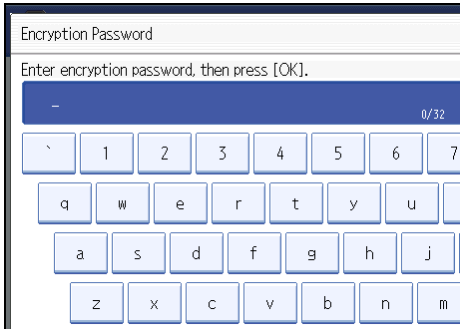 Encryption Password
Enter encryption password, then press [OK].
_
0/32
` 1 2 3 4 5 6 7
q w e r t y u
a s d f g h j
z x c v b n m